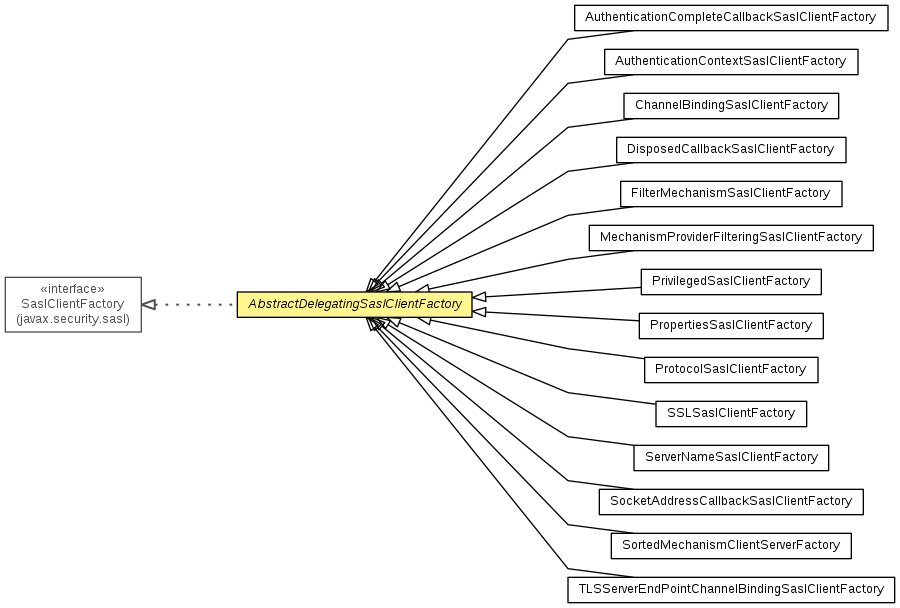 AuthenticationCompleteCallbackSaslClientFactory
AuthenticationContextSaslClientFactory
ChannelBindingSaslClientFactory
DisposedCallbackSaslClientFactory
FilterMechanismSaslClientFactory
MechanismProviderFilteringSaslClientFactory
PrivilegedSaslClientFactory
«interface»
SaslClientFactory
(javax.security.sasl)
AbstractDelegatingSaslClientFactory
PropertiesSaslClientFactory
ProtocolSaslClientFactory
SSLSaslClientFactory
ServerNameSaslClientFactory
SocketAddressCallbackSaslClientFactory
SortedMechanismClientServerFactory
TLSServerEndPointChannelBindingSaslClientFactory